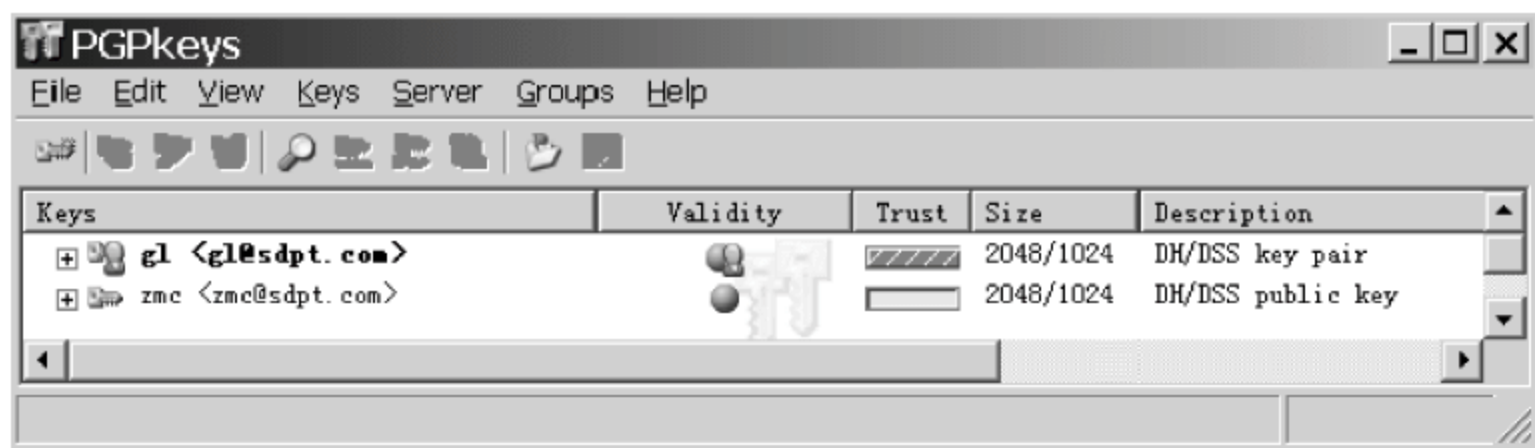 PGPkeys
File Edit View Keys Server Groups Help
Keys Validity Trust Size Description
gl <gl@sdpt.com> 2048/1024 DH/DSS key pair
zmc <zmc@sdpt.com> 2048/1024 DH/DSS public key